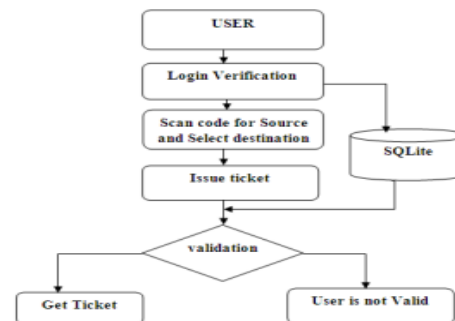 USER
Login Verification
Scan code for Source
and Select destination
SQLite
Issue ticket
validation
Get Ticket
User is not Valid